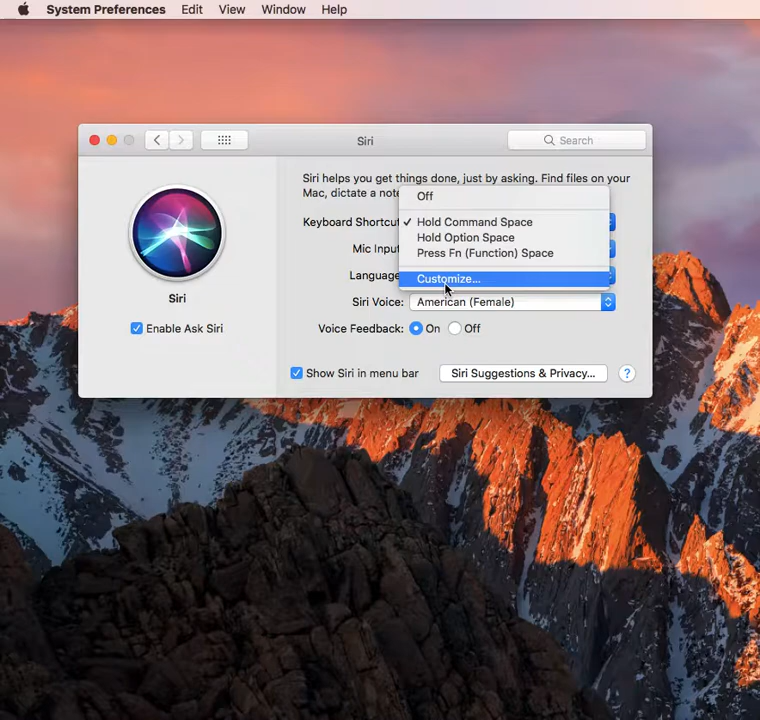 System Preferences Edit View Window Help
Siri
Search
Siri helps you get things done, just by asking. Find files on your
Mac, dictate a note
Off
Keyboard Shortcut ✓ Hold Command Space
Hold Option Space
Mic Input
Press Fn (Function) Space
Language
Customize...
Siri
Siri Voice: American (Female)
Enable Ask Siri
Voice Feedback: On Off
Show Siri in menu bar
Siri Suggestions & Privacy...
?